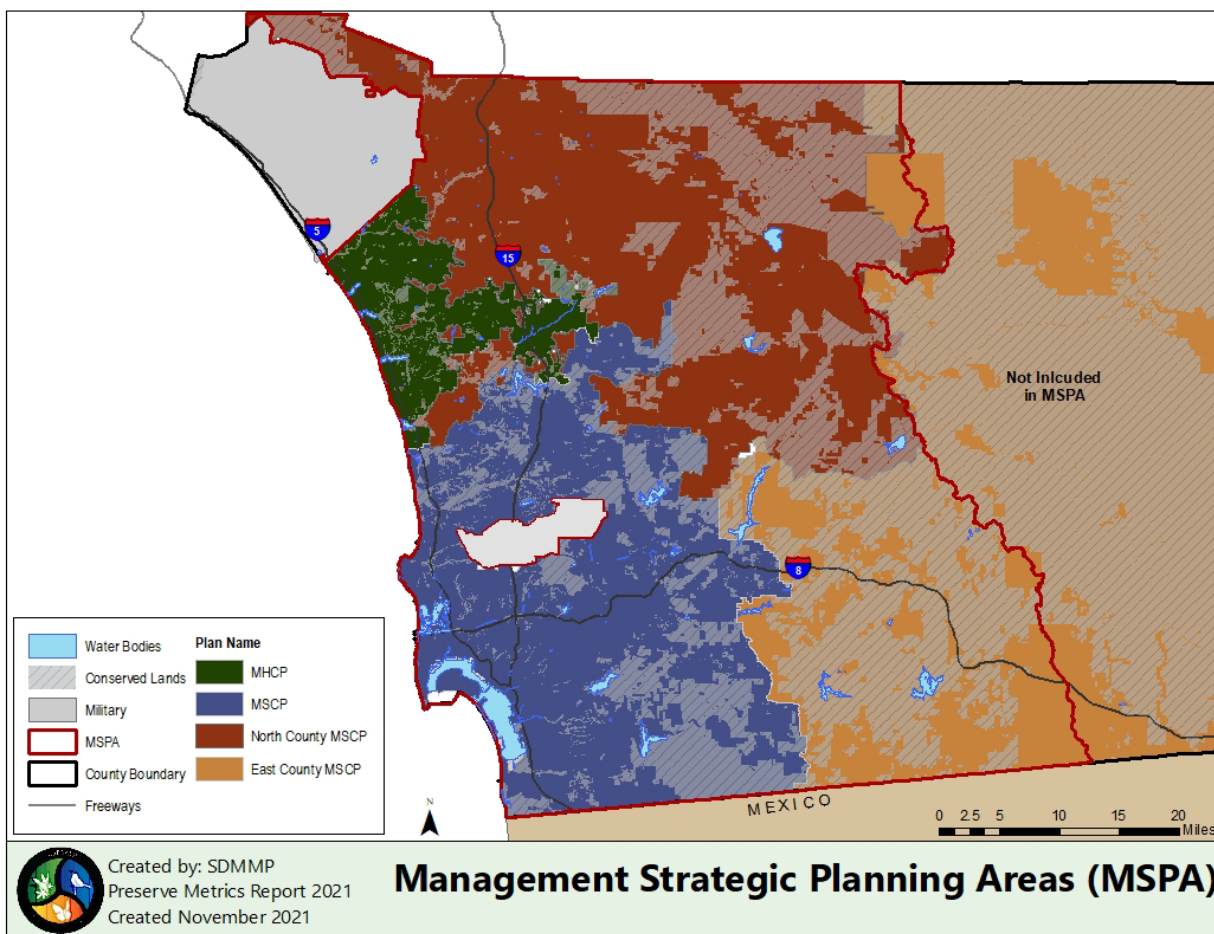 5
15
Not Inlcuded
in MSPA
8
Water Bodies
Conserved Lands
Military
MSPA
County Boundary
Freeways
Plan Name
MHCP
MSCP
North County MSCP
East County MSCP
N
MEXICO
0 2.5 5 10 15 20
Miles
Created by: SDMMP
Preserve Metrics Report 2021
Created November 2021
Management Strategic Planning Areas (MSPA)